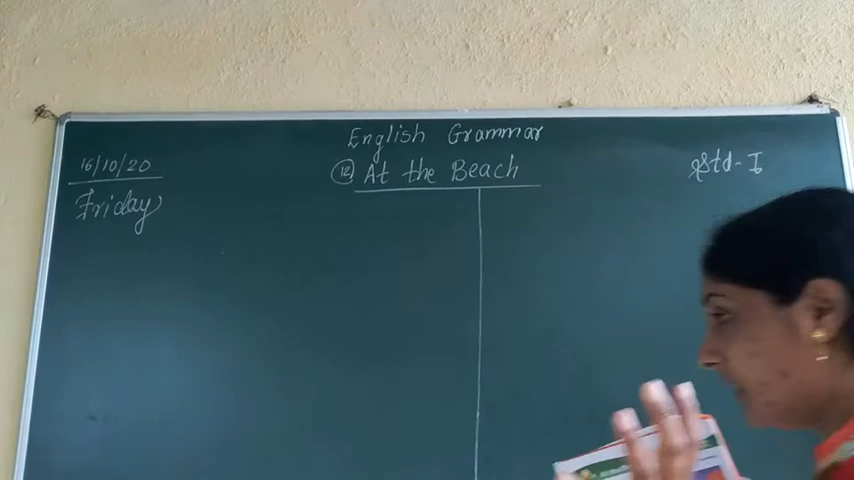 English Grammar
16/10/20
12 At the Beach
Std-I
Friday